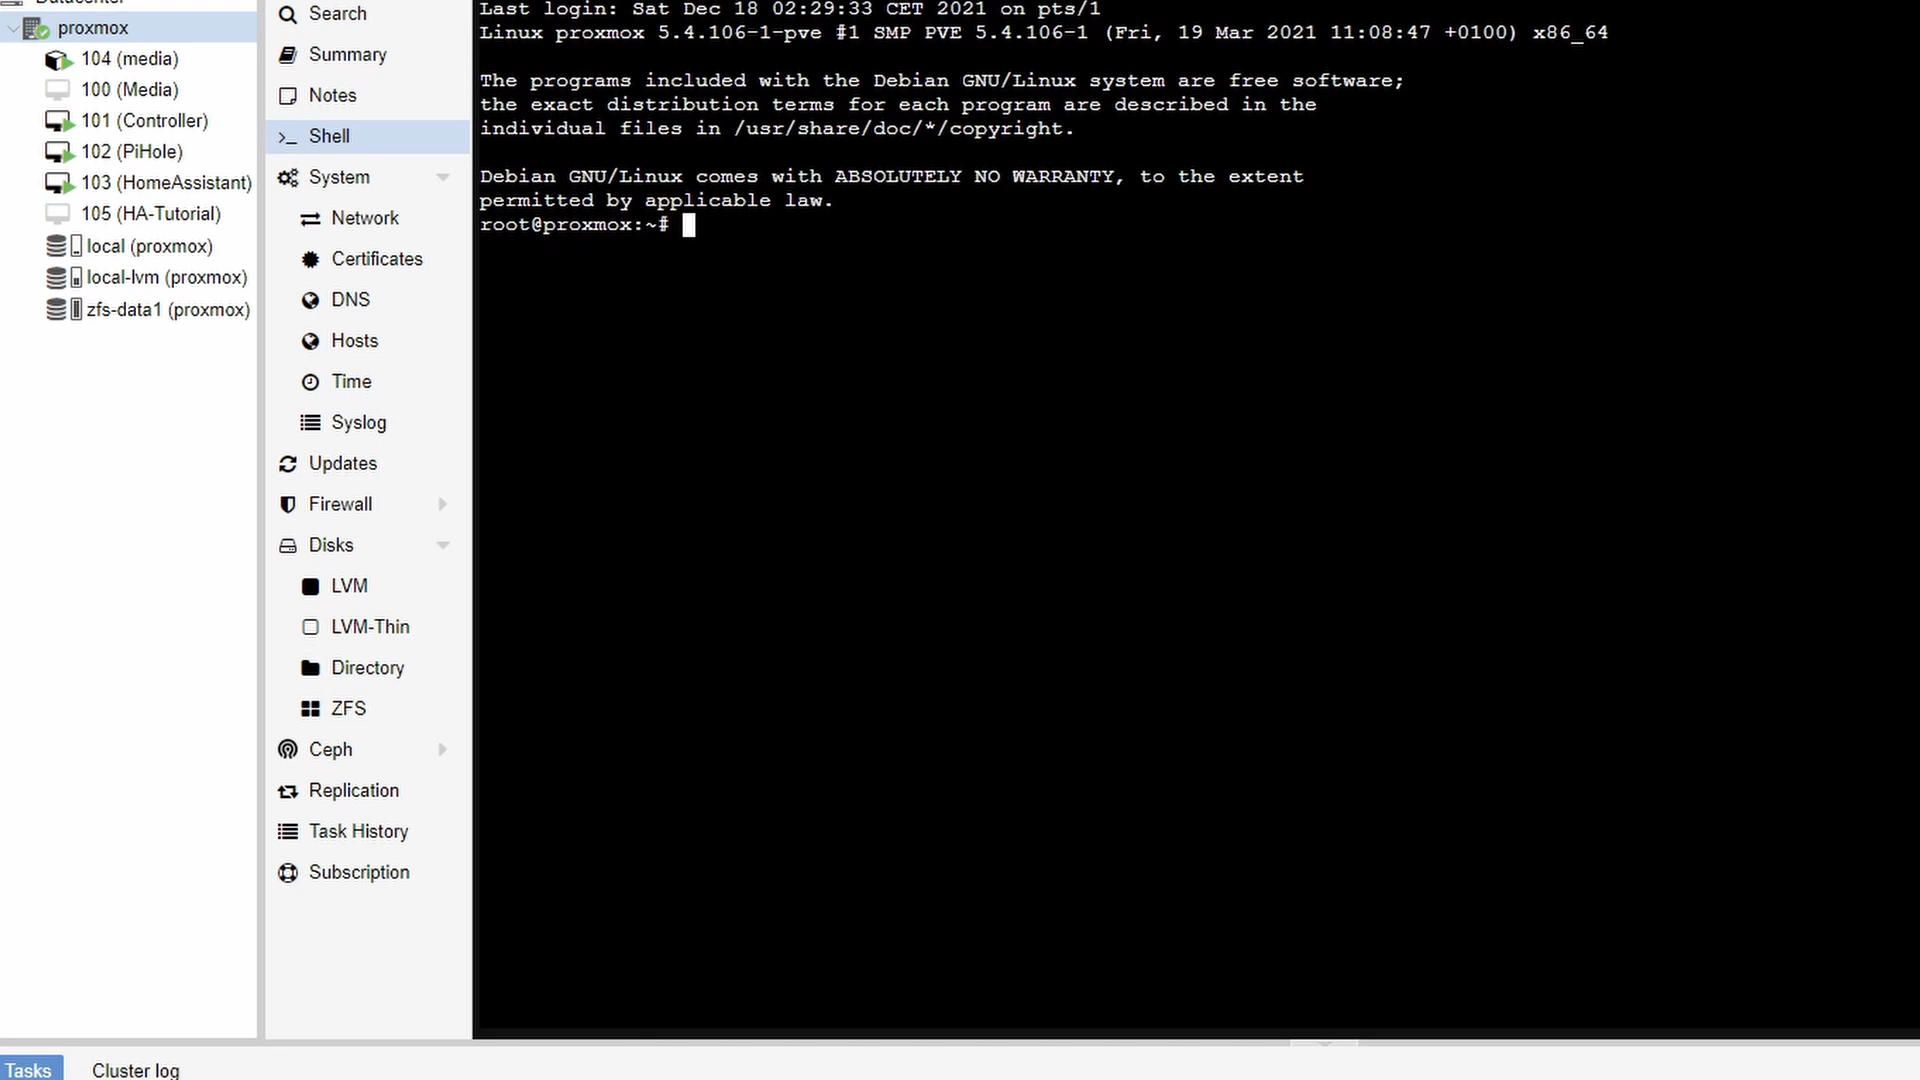 Datacenter
proxmox
104 (media)
100 (Media)
101 (Controller)
102 (PiHole)
103 (HomeAssistant)
105 (HA-Tutorial)
local (proxmox)
local-lvm (proxmox)
zfs-data1 (proxmox)
Search
Summary
Notes
>_ Shell
System
Network
Certificates
DNS
Hosts
Time
Syslog
Updates
Firewall
Disks
LVM
LVM-Thin
Directory
ZFS
Ceph
Replication
Task History
Subscription
Last login: Sat Dec 18 02:29:33 CET 2021 on pts/1
Linux proxmox 5.4.106-1-pve #1 SMP PVE 5.4.106-1 (Fri, 19 Mar 2021 11:08:47 +0100) x86_64
The programs included with the Debian GNU/Linux system are free software;
the exact distribution terms for each program are described in the
individual files in /usr/share/doc/*/copyright.
Debian GNU/Linux comes with ABSOLUTELY NO WARRANTY, to the extent
permitted by applicable law.
root@proxmox:~#
Tasks
Cluster log